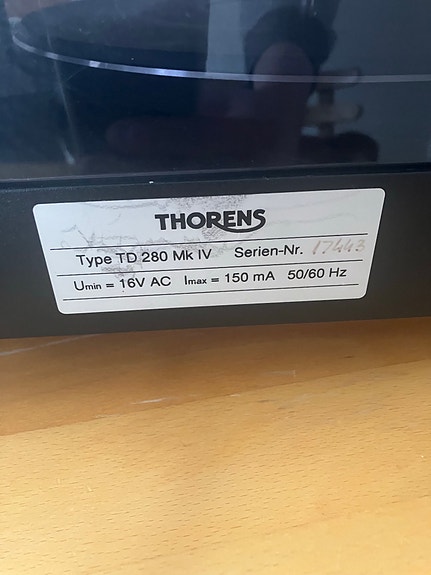 THORENS
Type TD 280 Mk IV Serien-Nr. 17443
Umin = 16V AC Imax = 150 mA 50/60 Hz